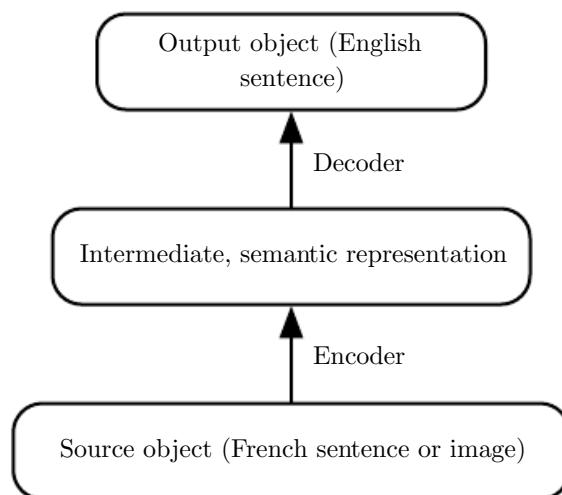 Output object (English
sentence)
Decoder
Intermediate, semantic representation
Encoder
Source object (French sentence or image)